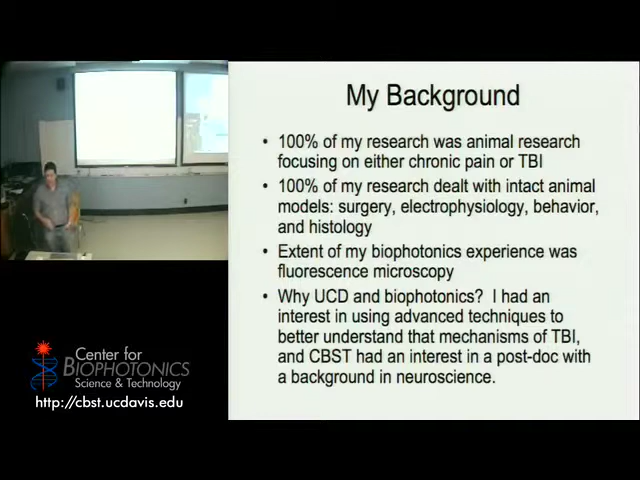 My Background
• 100% of my research was animal research
focusing on either chronic pain or TBI
• 100% of my research dealt with intact animal
models: surgery, electrophysiology, behavior,
and histology
• Extent of my biophotonics experience was
fluorescence microscopy
• Why UCD and biophotonics?  I had an
interest in using advanced techniques to
better understand that mechanisms of TBI,
and CBST had an interest in a post-doc with
a background in neuroscience.
Center for
BIOPHOTONICS
Science & Technology
http://cbst.ucdavis.edu